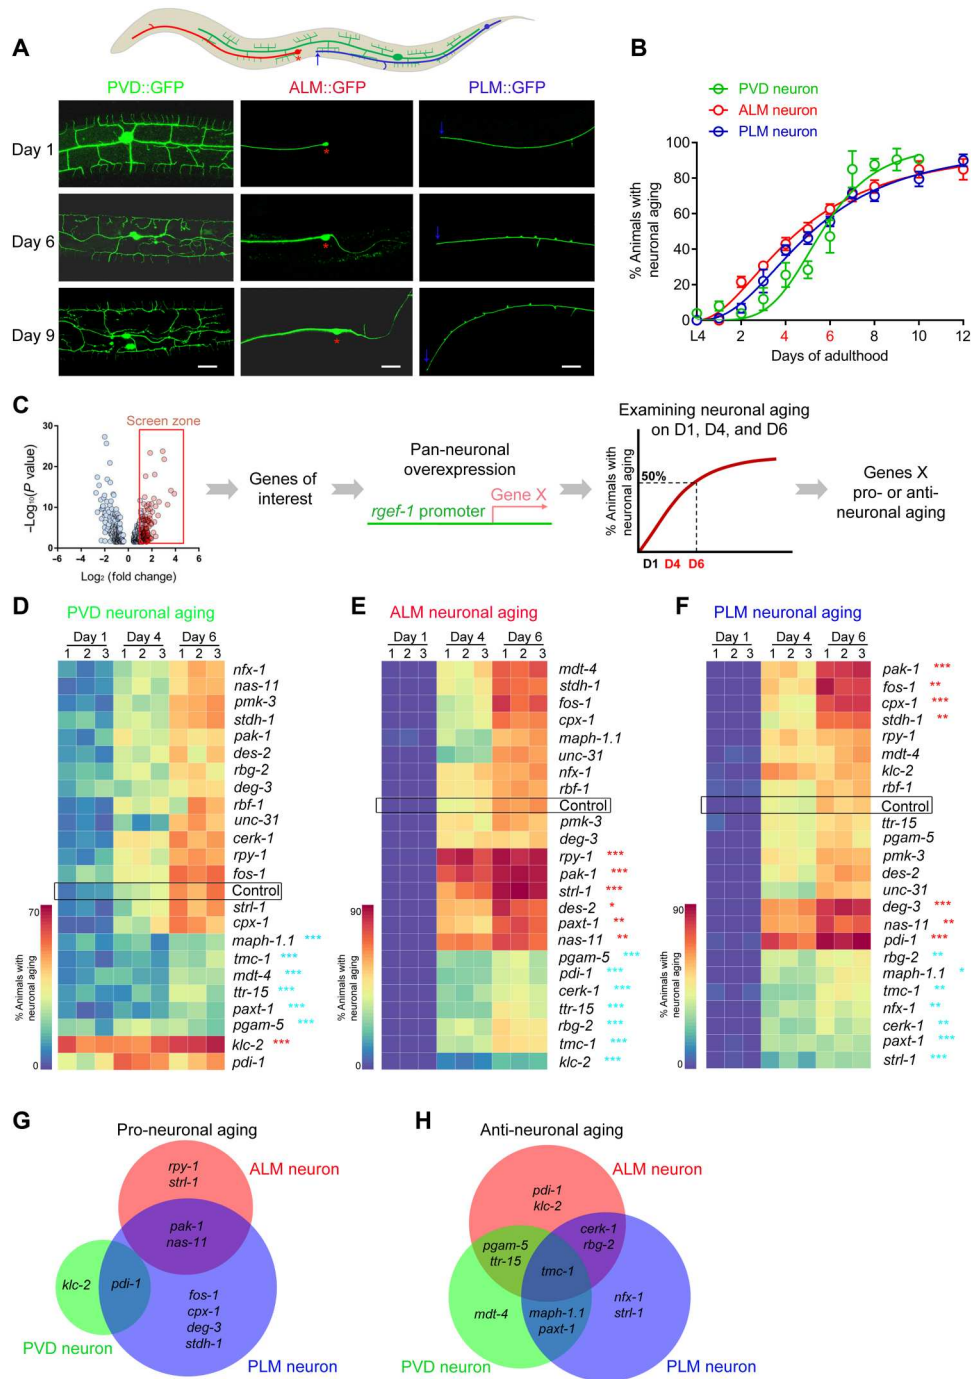 A
PVD::GFP
ALM::GFP
PLM::GFP
Day 1
*
Day 6
*
Day 9
*
B
PVD neuron
ALM neuron
PLM neuron
% Animals with
neuronal aging
100
80
60
40
20
0
L4 2 4 6 8 10 12
Days of adulthood
C
Screen zone
30
20
10
0
−Log₁₀(P value)
−6 −4 −2 0 2 4 6
Log₂ (fold change)
Genes of
interest
Pan-neuronal
overexpression
Gene X
rgef-1 promoter
Examining neuronal aging
on D1, D4, and D6
% Animals with
neuronal aging
50%
D1 D4 D6
Genes X
pro- or anti-
neuronal aging
D
PVD neuronal aging
Day 1 Day 4 Day 6
1 2 3 1 2 3 1 2 3
nfx-1
nas-11
pmk-3
stdh-1
pak-1
des-2
rbg-2
deg-3
rbf-1
unc-31
cerk-1
rpy-1
fos-1
Control
strl-1
cpx-1
maph-1.1 ***
tmc-1 ***
mdt-4 ***
ttr-15 ***
paxt-1 ***
pgam-5 ***
klc-2 ***
pdi-1
70
0
% Animals with
neuronal aging
E
ALM neuronal aging
Day 1 Day 4 Day 6
1 2 3 1 2 3 1 2 3
mdt-4
stdh-1
fos-1
cpx-1
maph-1.1
unc-31
nfx-1
rbf-1
Control
pmk-3
deg-3
rpy-1 ***
pak-1 ***
strl-1 ***
des-2 *
paxt-1 **
nas-11 **
pgam-5 ***
pdi-1 ***
cerk-1 ***
ttr-15 ***
rbg-2 ***
tmc-1 ***
klc-2 ***
90
0
% Animals with
neuronal aging
F
PLM neuronal aging
Day 1 Day 4 Day 6
1 2 3 1 2 3 1 2 3
pak-1 ***
fos-1 **
cpx-1 ***
stdh-1 **
rpy-1
mdt-4
klc-2
rbf-1
Control
ttr-15
pgam-5
pmk-3
des-2
unc-31
deg-3 ***
nas-11 **
pdi-1 ***
rbg-2 **
maph-1.1 *
tmc-1 **
nfx-1 **
cerk-1 **
paxt-1 ***
strl-1 ***
90
0
% Animals with
neuronal aging
G
Pro-neuronal aging
rpy-1
strl-1
ALM neuron
pak-1
nas-11
klc-2
pdi-1
fos-1
cpx-1
deg-3
stdh-1
PVD neuron
PLM neuron
H
Anti-neuronal aging
ALM neuron
pdi-1
klc-2
cerk-1
rbg-2
pgam-5
ttr-15
tmc-1
mdt-4
maph-1.1
paxt-1
nfx-1
strl-1
PVD neuron
PLM neuron